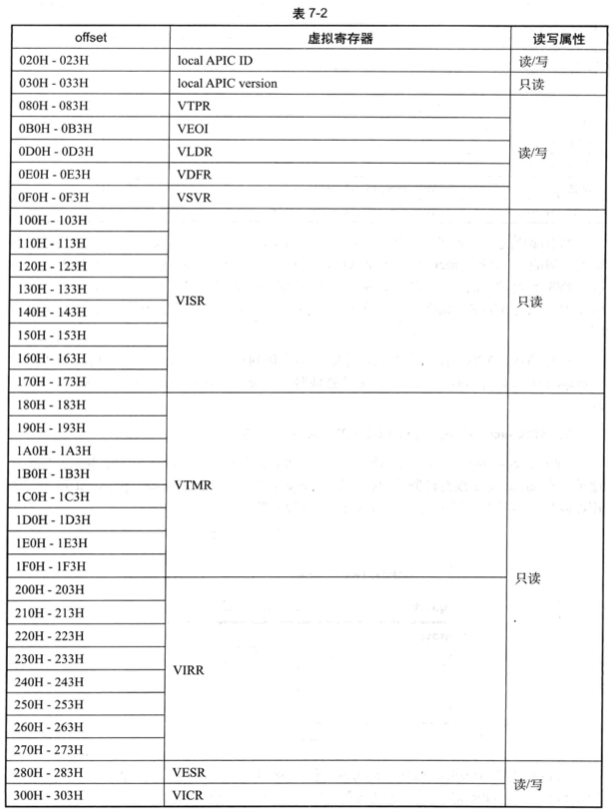 表 7-2
offset 虚拟寄存器 读写属性
020H - 023H local APIC ID 读/写
030H - 033H local APIC version 只读
080H - 083H VTPR
0B0H - 0B3H VEOI
0D0H - 0D3H VLDR 读/写
0E0H - 0E3H VDFR
0F0H - 0F3H VSVR
100H - 103H
110H - 113H
120H - 123H
130H - 133H VISR 只读
140H - 143H
150H - 153H
160H - 163H
170H - 173H
180H - 183H
190H - 193H
1A0H - 1A3H
1B0H - 1B3H VTMR
1C0H - 1C3H
1D0H - 1D3H
1E0H - 1E3H
1F0H - 1F3H 只读
200H - 203H
210H - 213H
220H - 223H
230H - 233H VIRR
240H - 243H
250H - 253H
260H - 263H
270H - 273H
280H - 283H VESR 读/写
300H - 303H VICR